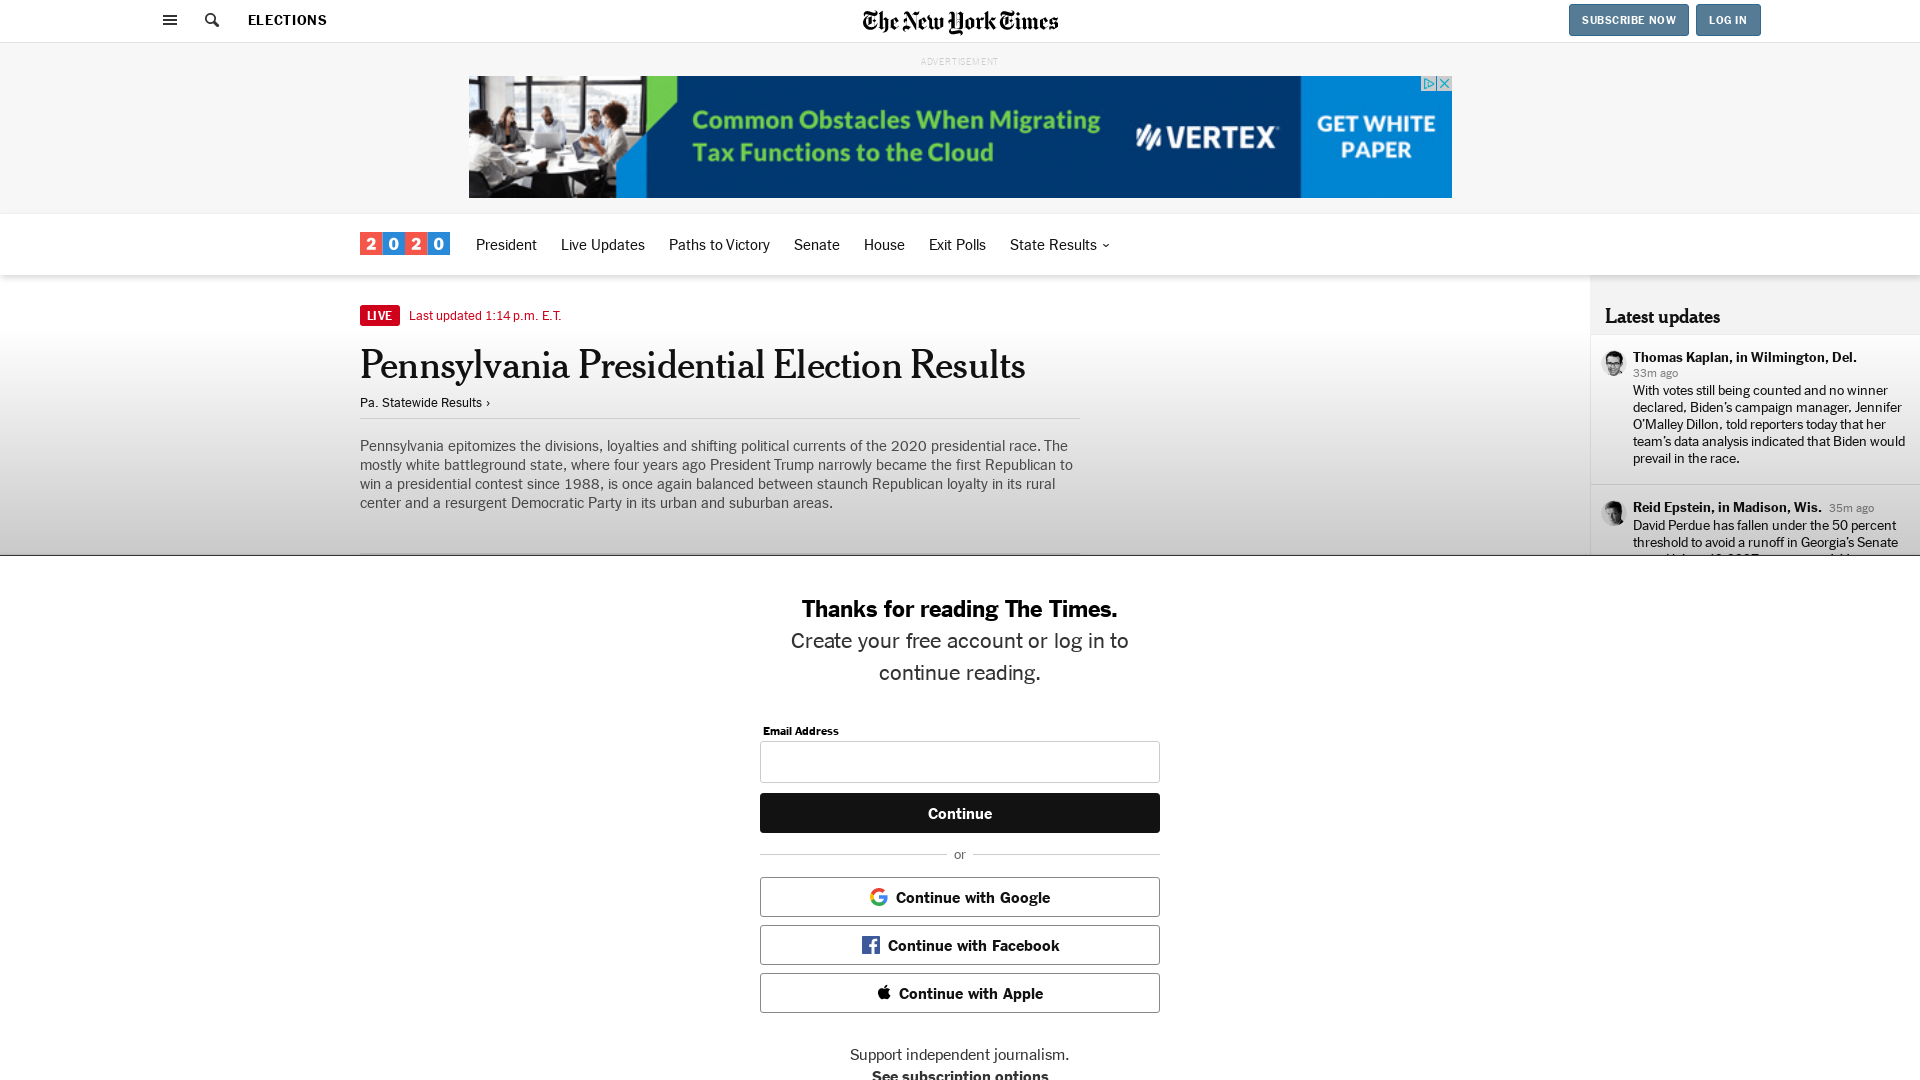 ELECTIONS
The New York Times
SUBSCRIBE NOW
LOG IN
ADVERTISEMENT
Common Obstacles When Migrating
Tax Functions to the Cloud
VERTEX
GET WHITE
PAPER
2020
President
Live Updates
Paths to Victory
Senate
House
Exit Polls
State Results
LIVE
Last updated 1:14 p.m. E.T.
Pennsylvania Presidential Election Results
Pa. Statewide Results ›
Pennsylvania epitomizes the divisions, loyalties and shifting political currents of the 2020 presidential race. The
mostly white battleground state, where four years ago President Trump narrowly became the first Republican to
win a presidential contest since 1988, is once again balanced between staunch Republican loyalty in its rural
center and a resurgent Democratic Party in its urban and suburban areas.
Latest updates
Thomas Kaplan, in Wilmington, Del.
33m ago
With votes still being counted and no winner
declared, Biden’s campaign manager, Jennifer
O’Malley Dillon, told reporters today that her
team’s data analysis indicated that Biden would
prevail in the race.
Reid Epstein, in Madison, Wis. 35m ago
David Perdue has fallen under the 50 percent
threshold to avoid a runoff in Georgia’s Senate
Thanks for reading The Times.
Create your free account or log in to
continue reading.
Email Address
Continue
or
Continue with Google
Continue with Facebook
Continue with Apple
Support independent journalism.
See subscription options